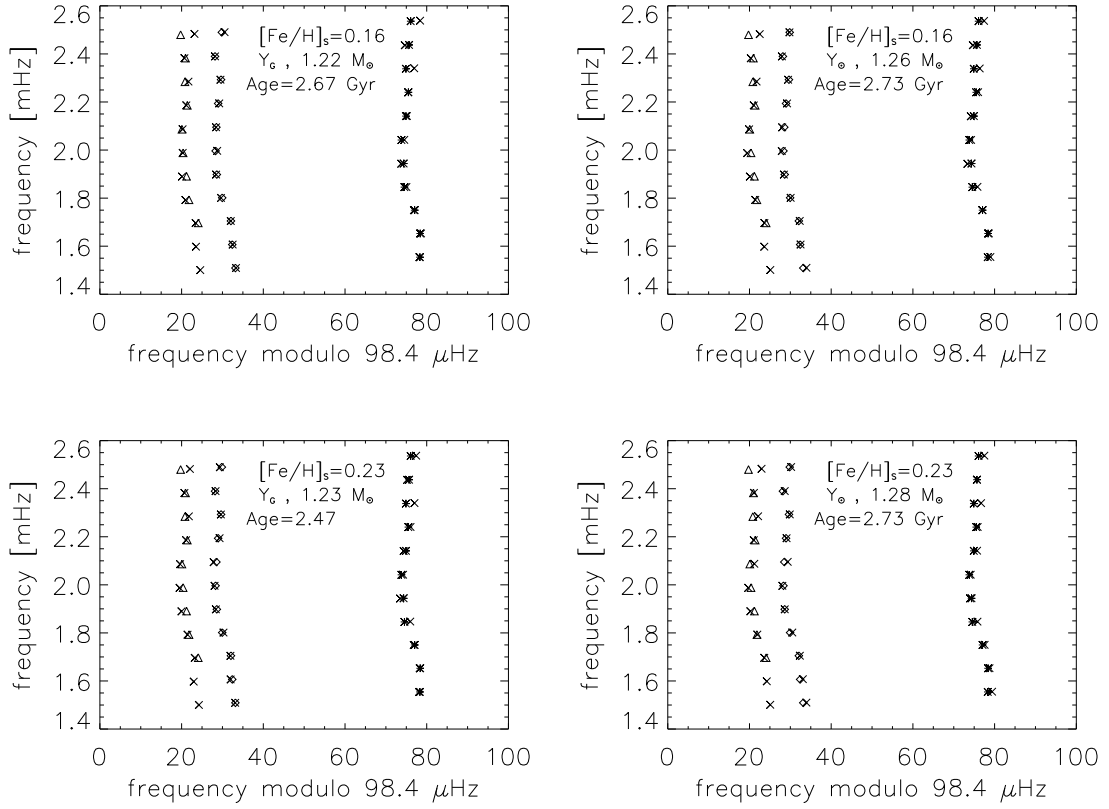 2.6
2.4
2.2
2.0
1.8
1.6
1.4
frequency [mHz]
[Fe/H]s=0.16
Y_G , 1.22 M⊙
Age=2.67 Gyr
0 20 40 60 80 100
frequency modulo 98.4 μHz
2.6
2.4
2.2
2.0
1.8
1.6
1.4
frequency [mHz]
[Fe/H]s=0.16
Y⊙ , 1.26 M⊙
Age=2.73 Gyr
0 20 40 60 80 100
frequency modulo 98.4 μHz
2.6
2.4
2.2
2.0
1.8
1.6
1.4
frequency [mHz]
[Fe/H]s=0.23
Y_G , 1.23 M⊙
Age=2.47
0 20 40 60 80 100
frequency modulo 98.4 μHz
2.6
2.4
2.2
2.0
1.8
1.6
1.4
frequency [mHz]
[Fe/H]s=0.23
Y⊙ , 1.28 M⊙
Age=2.73 Gyr
0 20 40 60 80 100
frequency modulo 98.4 μHz